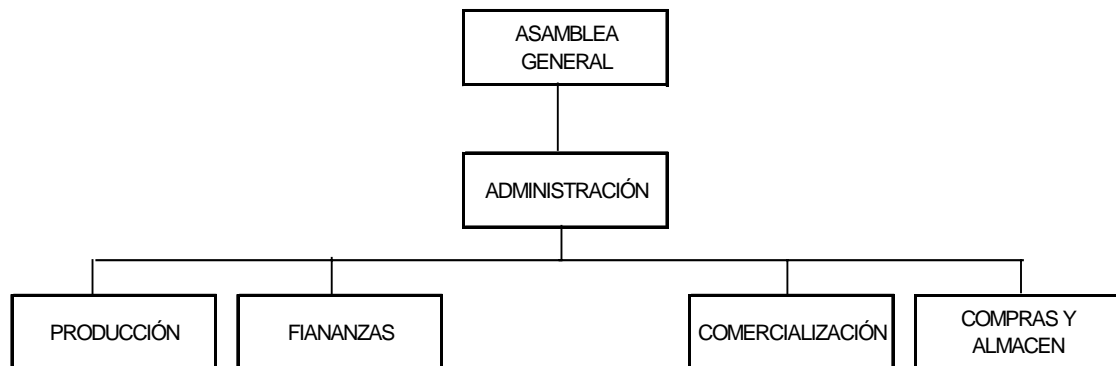 ASAMBLEA
GENERAL
ADMINISTRACIÓN
PRODUCCIÓN
FIANANZAS
COMERCIALIZACIÓN
COMPRAS Y
ALMACEN